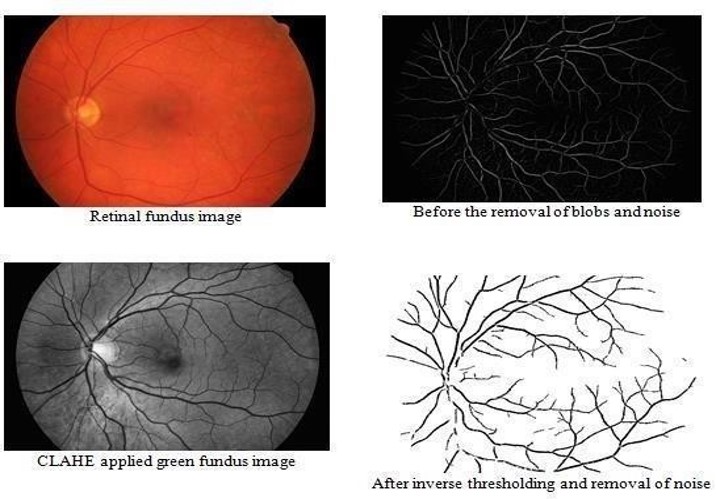 Retinal fundus image
Before the removal of blobs and noise
CLAHE applied green fundus image
After inverse thresholding and removal of noise